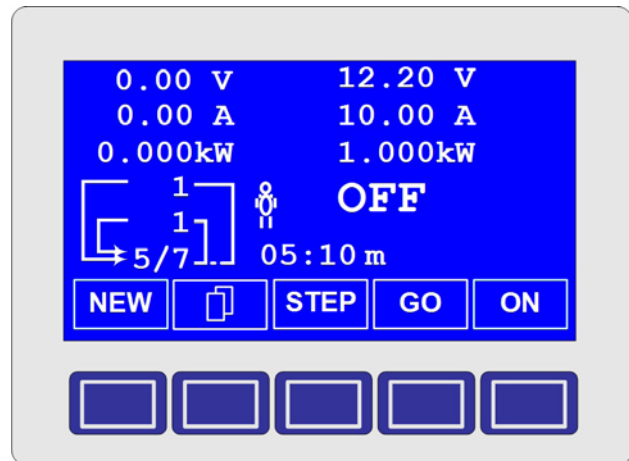 0.00 V 12.20 V
0.00 A 10.00 A
0.000kW 1.000kW
1
OFF
1
5/7 05:10 m
NEW STEP GO ON